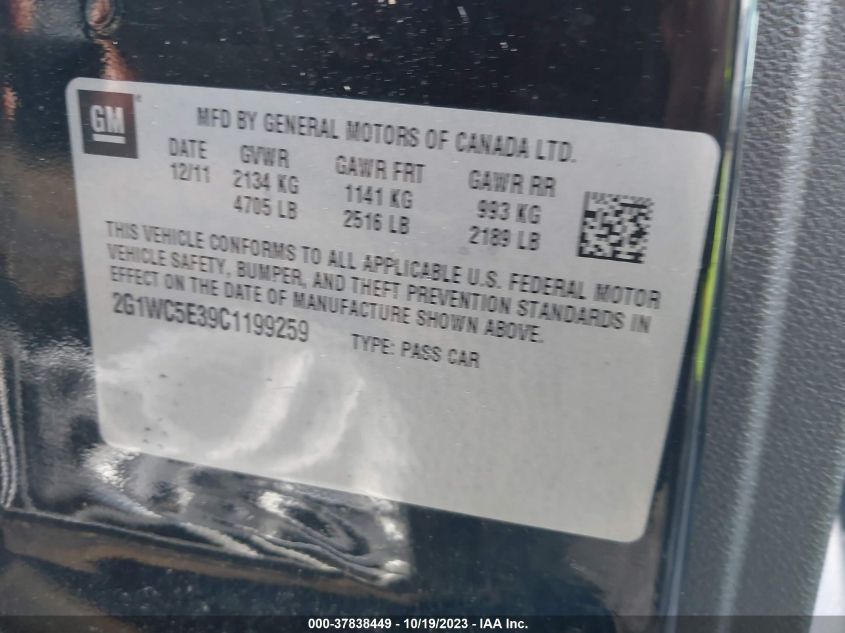 GM
MFD BY GENERAL MOTORS OF CANADA LTD.
DATE GVWR GAWR FRT GAWR RR
12/11 2134 KG 1141 KG 993 KG
4705 LB 2516 LB 2189 LB
THIS VEHICLE CONFORMS TO ALL APPLICABLE U.S. FEDERAL MOTOR
VEHICLE SAFETY, BUMPER, AND THEFT PREVENTION STANDARDS IN
EFFECT ON THE DATE OF MANUFACTURE SHOWN ABOVE.
2G1WC5E39C1199259 TYPE: PASS CAR
000-37838449 - 10/19/2023 - IAA Inc.